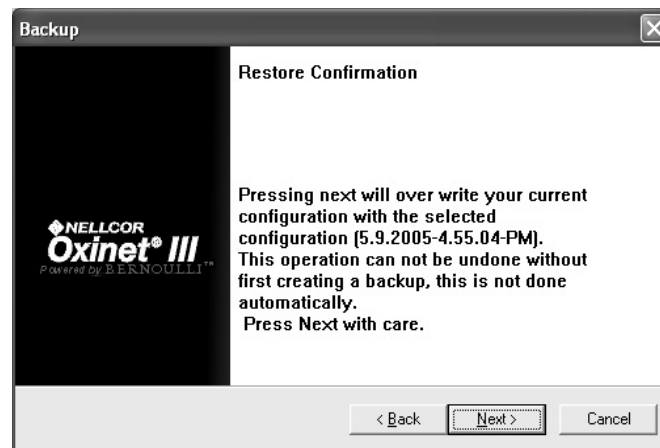 Backup
Restore Confirmation
Pressing next will over write your current
configuration with the selected
configuration (5.9.2005-4.55.04-PM).
This operation can not be undone without
first creating a backup, this is not done
automatically.
Press Next with care.
NELLCOR
Oxinet® III
Powered by BERNOULLI™
< Back
Next >
Cancel